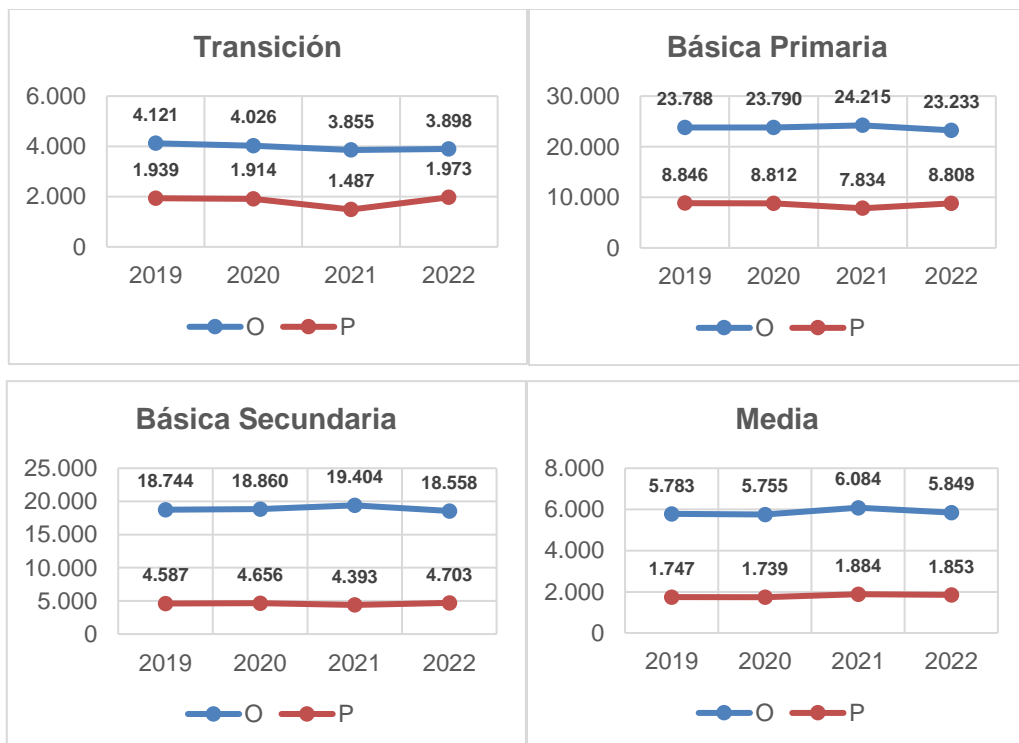 Transición
6.000
4.121 4.026 3.855 3.898
4.000
1.939 1.914 1.487 1.973
2.000
0
2019 2020 2021 2022
O P
Básica Primaria
30.000
23.788 23.790 24.215 23.233
20.000
8.846 8.812 7.834 8.808
10.000
0
2019 2020 2021 2022
O P
Básica Secundaria
25.000
18.744 18.860 19.404 18.558
20.000
15.000
10.000
4.587 4.656 4.393 4.703
5.000
0
2019 2020 2021 2022
O P
Media
8.000
5.783 5.755 6.084 5.849
6.000
4.000
1.747 1.739 1.884 1.853
2.000
0
2019 2020 2021 2022
O P